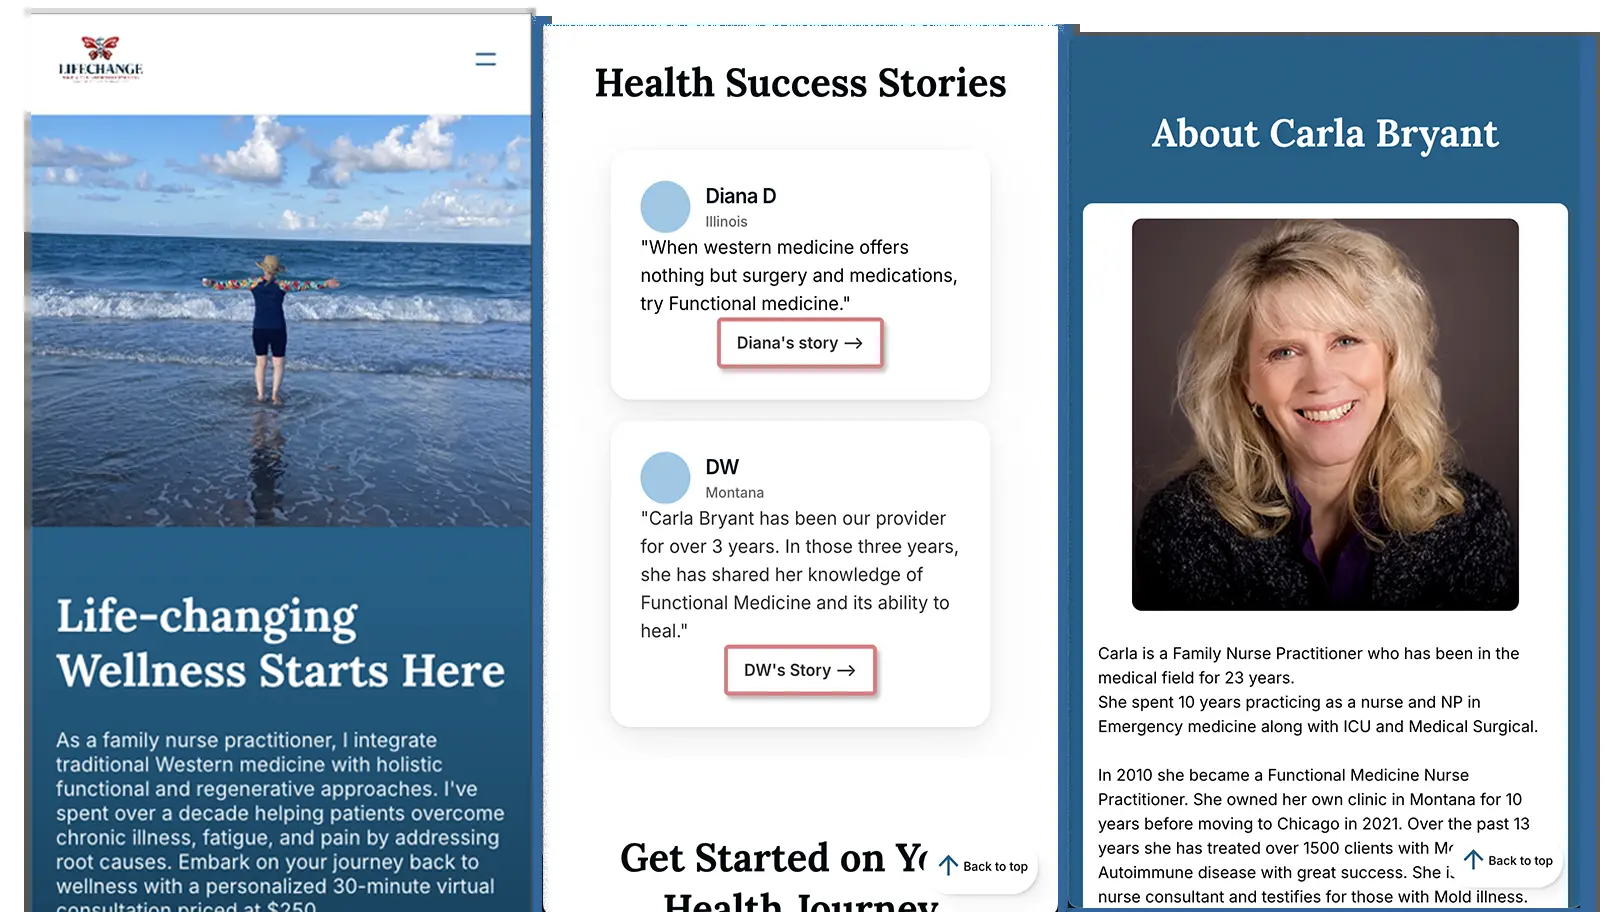 LIFECHANGE
Life-changing
Wellness Starts Here
As a family nurse practitioner, I integrate
traditional Western medicine with holistic
functional and regenerative approaches. I've
spent over a decade helping patients overcome
chronic illness, fatigue, and pain by addressing
root causes. Embark on your journey back to
wellness with a personalized 30-minute virtual
consultation priced at $250
Health Success Stories
Diana D
Illinois
"When western medicine offers
nothing but surgery and medications,
try Functional medicine."
Diana's story →
DW
Montana
"Carla Bryant has been our provider
for over 3 years. In those three years,
she has shared her knowledge of
Functional Medicine and its ability to
heal."
DW's Story →
Get Started on
Health Journey
Back to top
About Carla Bryant
Carla is a Family Nurse Practitioner who has been in the
medical field for 23 years.
She spent 10 years practicing as a nurse and NP in
Emergency medicine along with ICU and Medical Surgical.
In 2010 she became a Functional Medicine Nurse
Practitioner. She owned her own clinic in Montana for 10
years before moving to Chicago in 2021. Over the past 13
years she has treated over 1500 clients with
Autoimmune disease with great success. She
nurse consultant and testifies for those with Mold illness.
Back to top